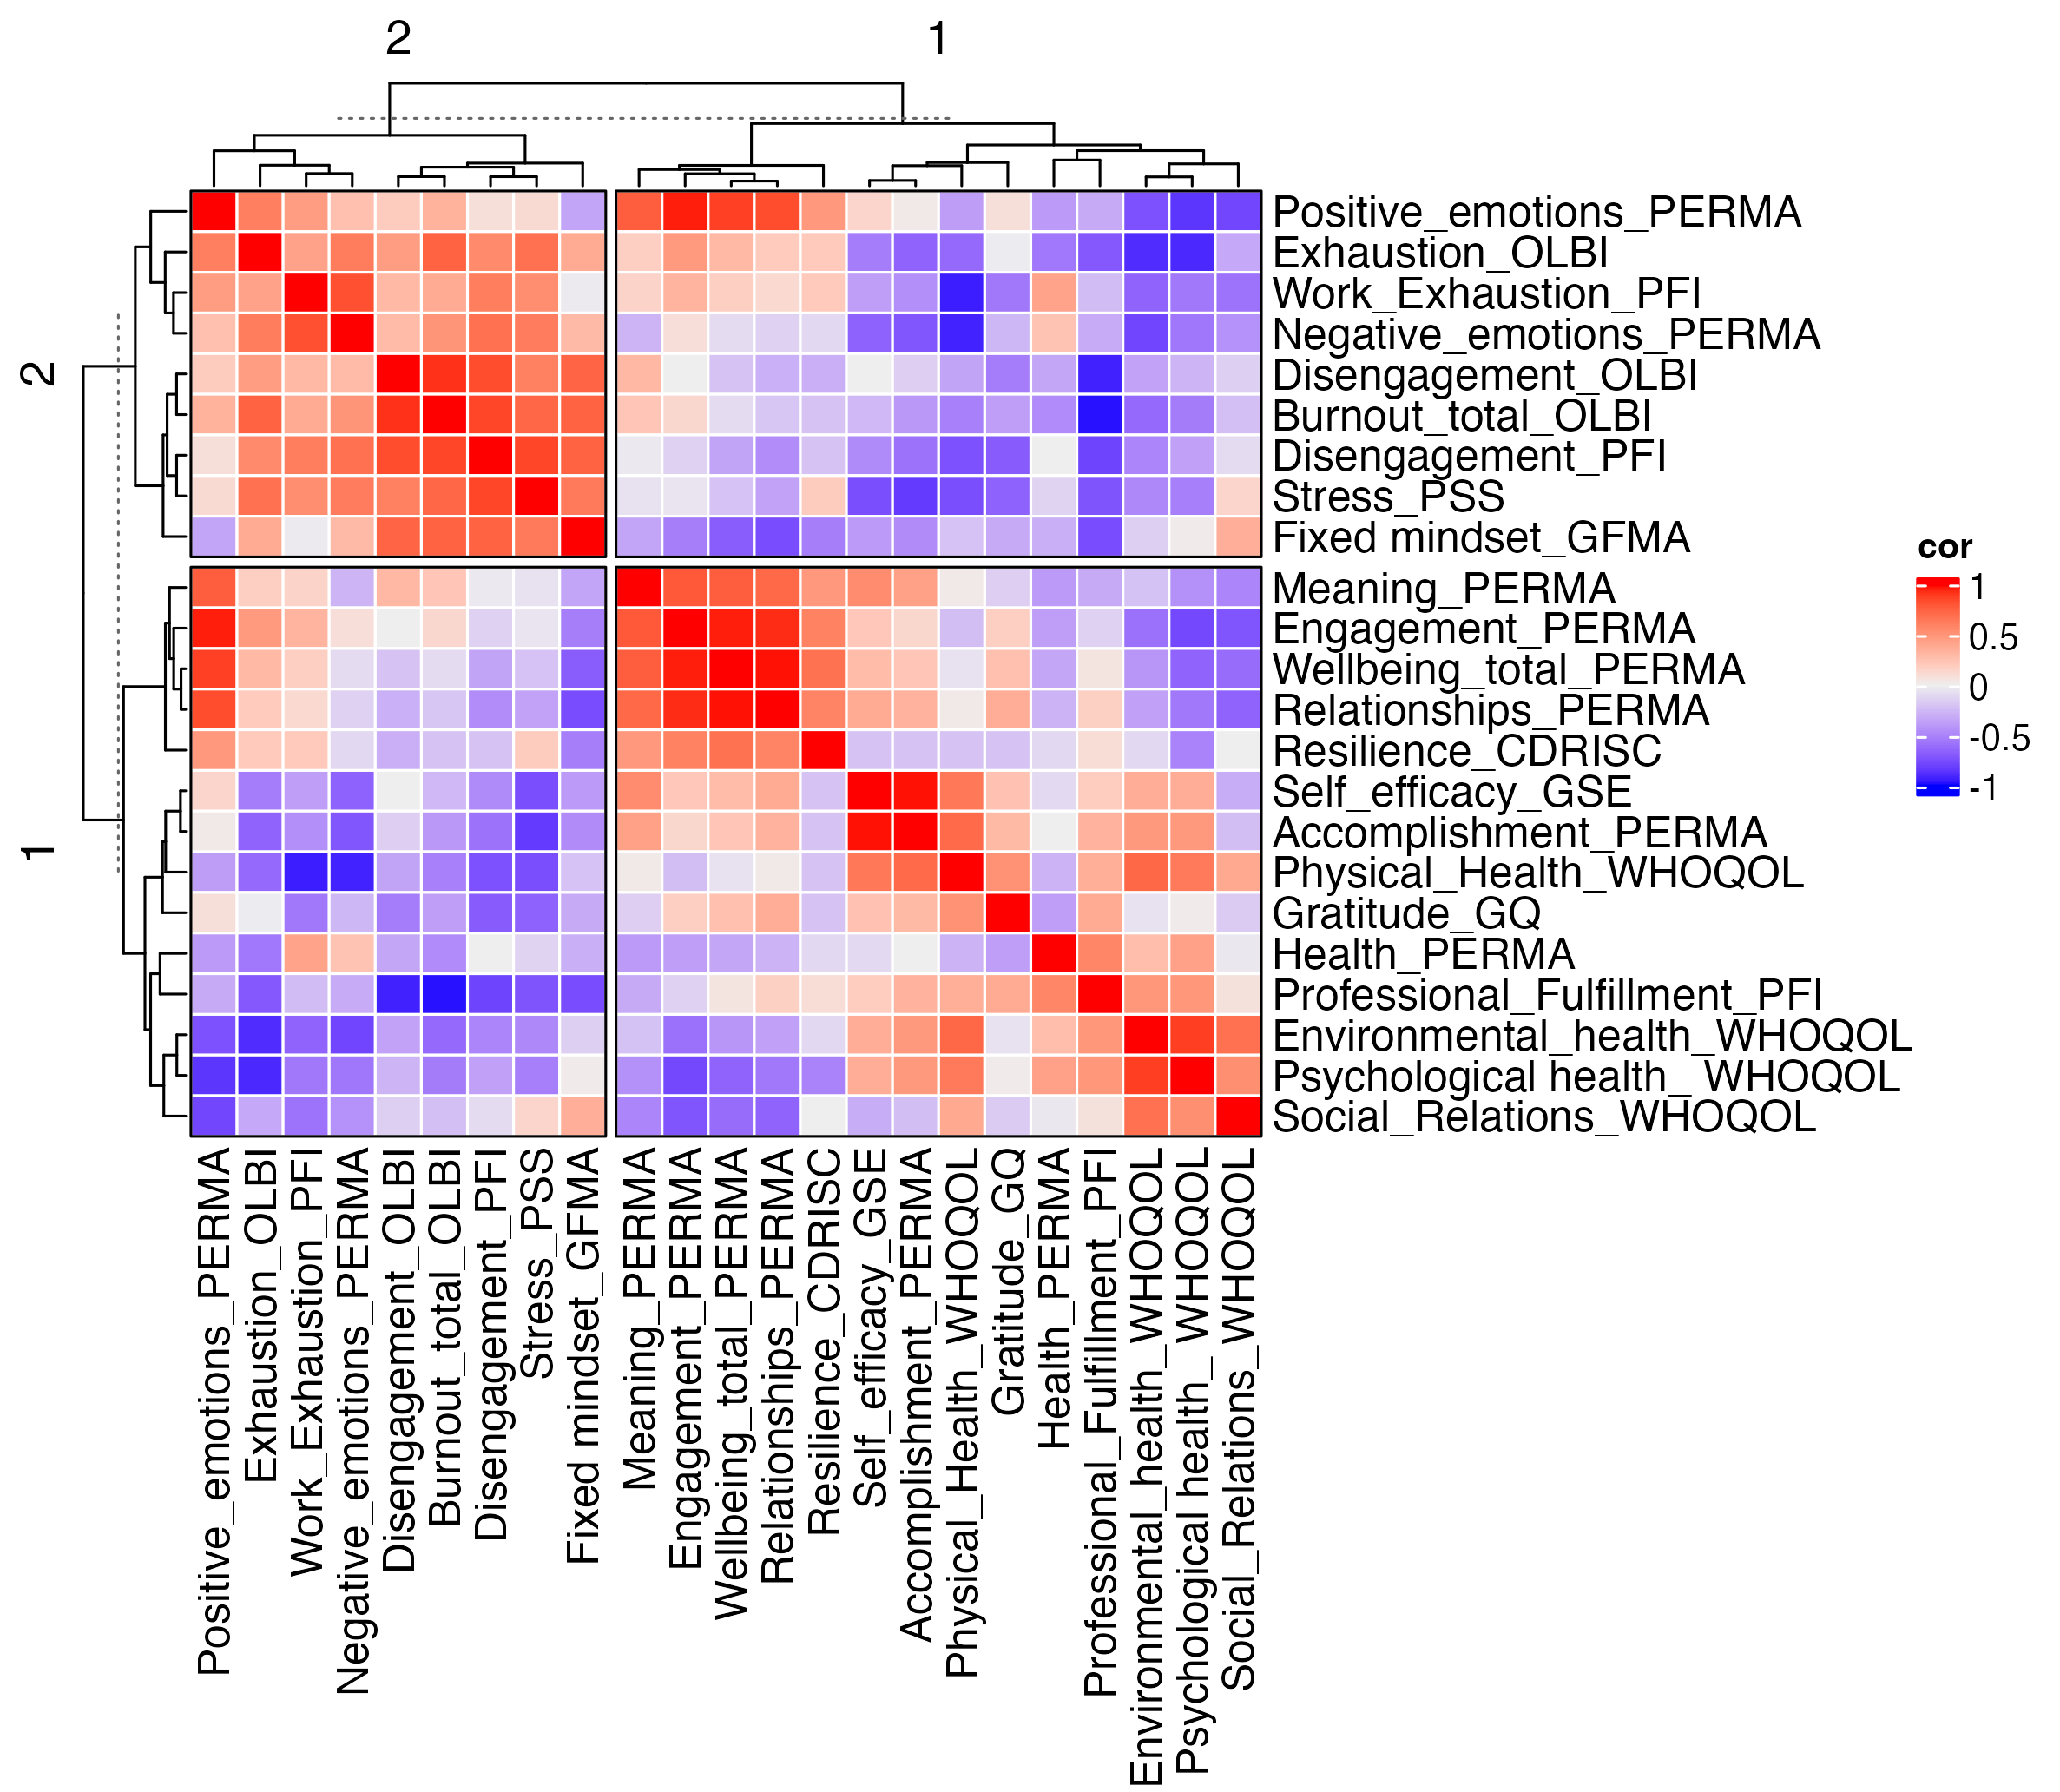 2
1
2
1
Positive_emotions_PERMA
Exhaustion_OLBI
Work_Exhaustion_PFI
Negative_emotions_PERMA
Disengagement_OLBI
Burnout_total_OLBI
Disengagement_PFI
Stress_PSS
Fixed mindset_GFMA
Meaning_PERMA
Engagement_PERMA
Wellbeing_total_PERMA
Relationships_PERMA
Resilience_CDRISC
Self_efficacy_GSE
Accomplishment_PERMA
Physical_Health_WHOQOL
Gratitude_GQ
Health_PERMA
Professional_Fulfillment_PFI
Environmental_health_WHOQOL
Psychological health_ WHOQOL
Social_Relations_WHOQOL
cor
1
0.5
0
-0.5
-1
Positive_emotions_PERMA
Exhaustion_OLBI
Work_Exhaustion_PFI
Negative_emotions_PERMA
Disengagement_OLBI
Burnout_total_OLBI
Disengagement_PFI
Stress_PSS
Fixed mindset_GFMA
Meaning_PERMA
Engagement_PERMA
Wellbeing_total_PERMA
Relationships_PERMA
Resilience_CDRISC
Self_efficacy_GSE
Accomplishment_PERMA
Physical_Health_WHOQOL
Gratitude_GQ
Health_PERMA
Professional_Fulfillment_PFI
Environmental_health_WHOQOL
Psychological health_ WHOQOL
Social_Relations_WHOQOL